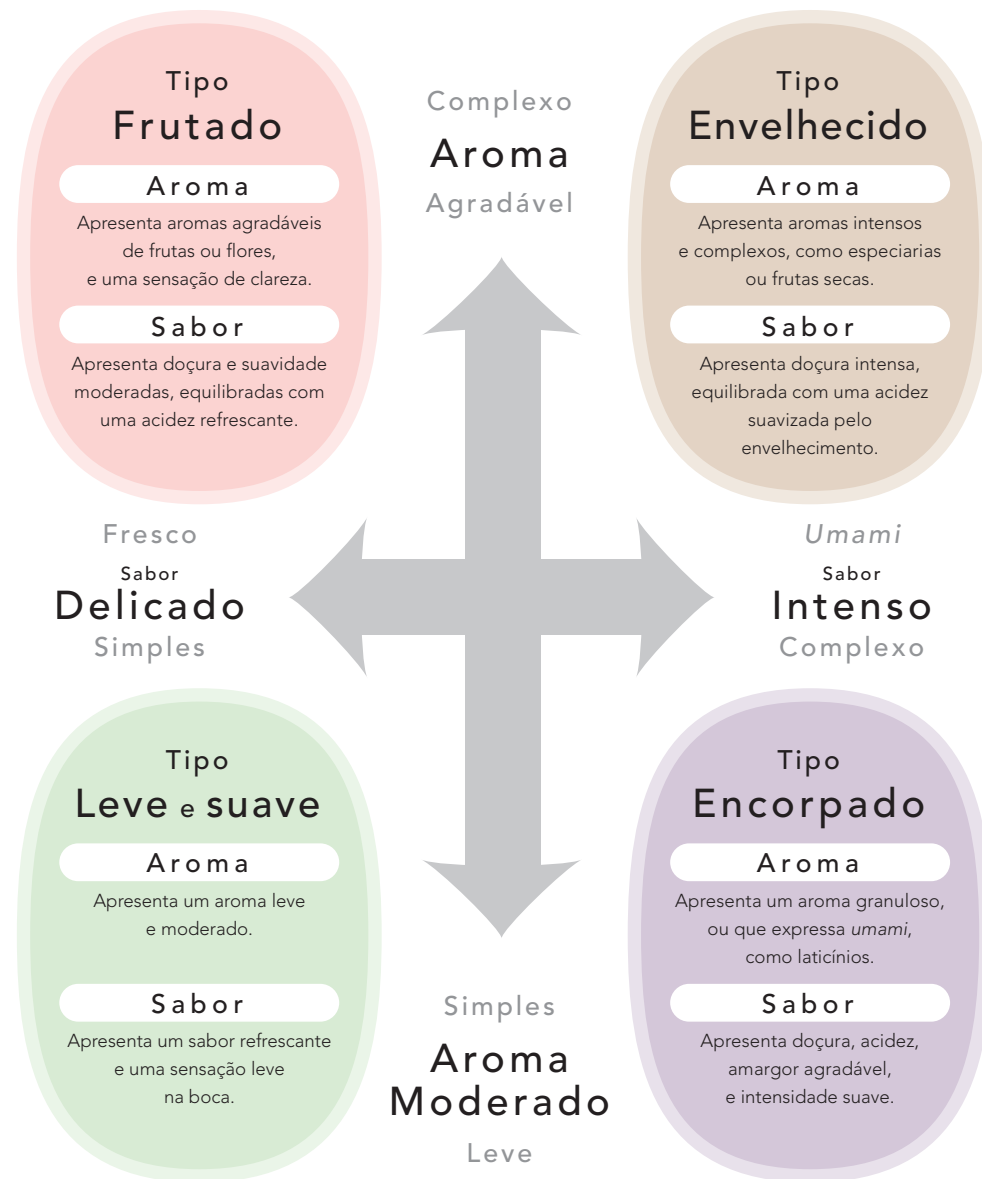 Tipo
Frutado
Aroma
Apresenta aromas agradáveis
de frutas ou flores,
e uma sensação de clareza.
Sabor
Apresenta doçura e suavidade
moderadas, equilibradas com
uma acidez refrescante.
Complexo
Aroma
Agradável
Tipo
Envelhecido
Aroma
Apresenta aromas intensos
e complexos, como especiarias
ou frutas secas.
Sabor
Apresenta doçura intensa,
equilibrada com uma acidez
suavizada pelo
envelhecimento.
Fresco
Sabor
Delicado
Simples
Umami
Sabor
Intenso
Complexo
Tipo
Leve e suave
Aroma
Apresenta um aroma leve
e moderado.
Sabor
Apresenta um sabor refrescante
e uma sensação leve
na boca.
Simples
Aroma
Moderado
Leve
Tipo
Encorpado
Aroma
Apresenta um aroma granuloso,
ou que expressa umami,
como laticínios.
Sabor
Apresenta doçura, acidez,
amargor agradável,
e intensidade suave.